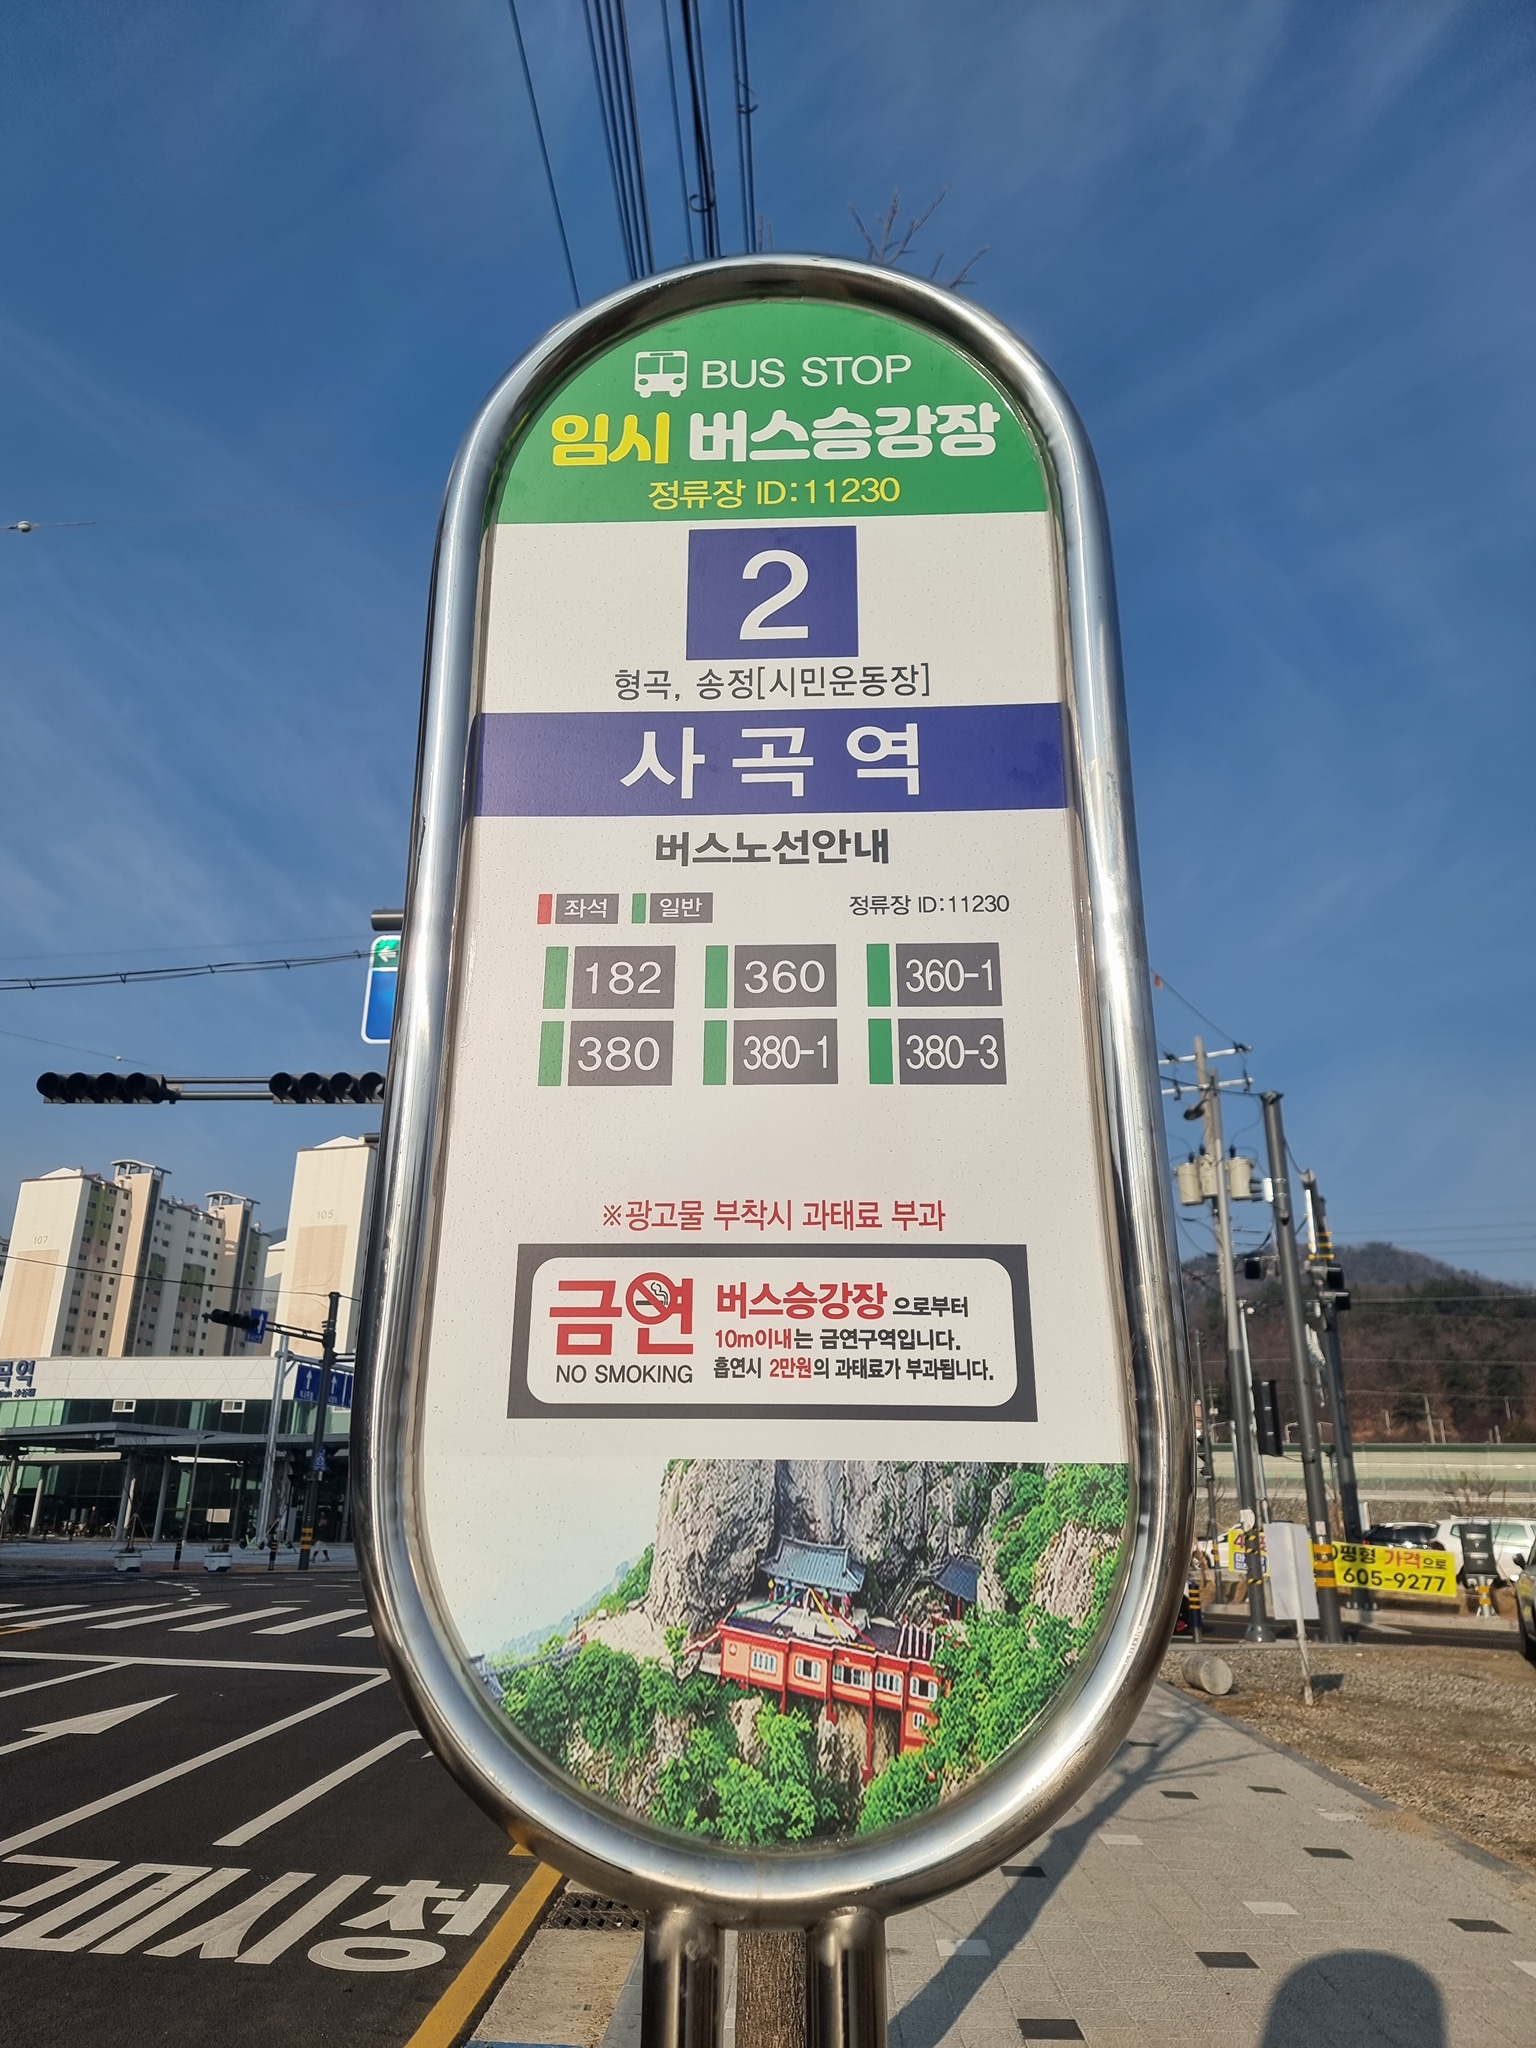 BUS STOP
임시 버스승강장
정류장 ID:11230
2
형곡, 송정[시민운동장]
사곡역
버스노선안내
좌석 일반 정류장 ID:11230
182 360 360-1
380 380-1 380-3
※광고물 부착시 과태료 부과
금연 버스승강장 으로부터
10m이내는 금연구역입니다.
NO SMOKING 흡연시 2만원의 과태료가 부과됩니다.
107
105
곡역
평형 가격으로
605-9277